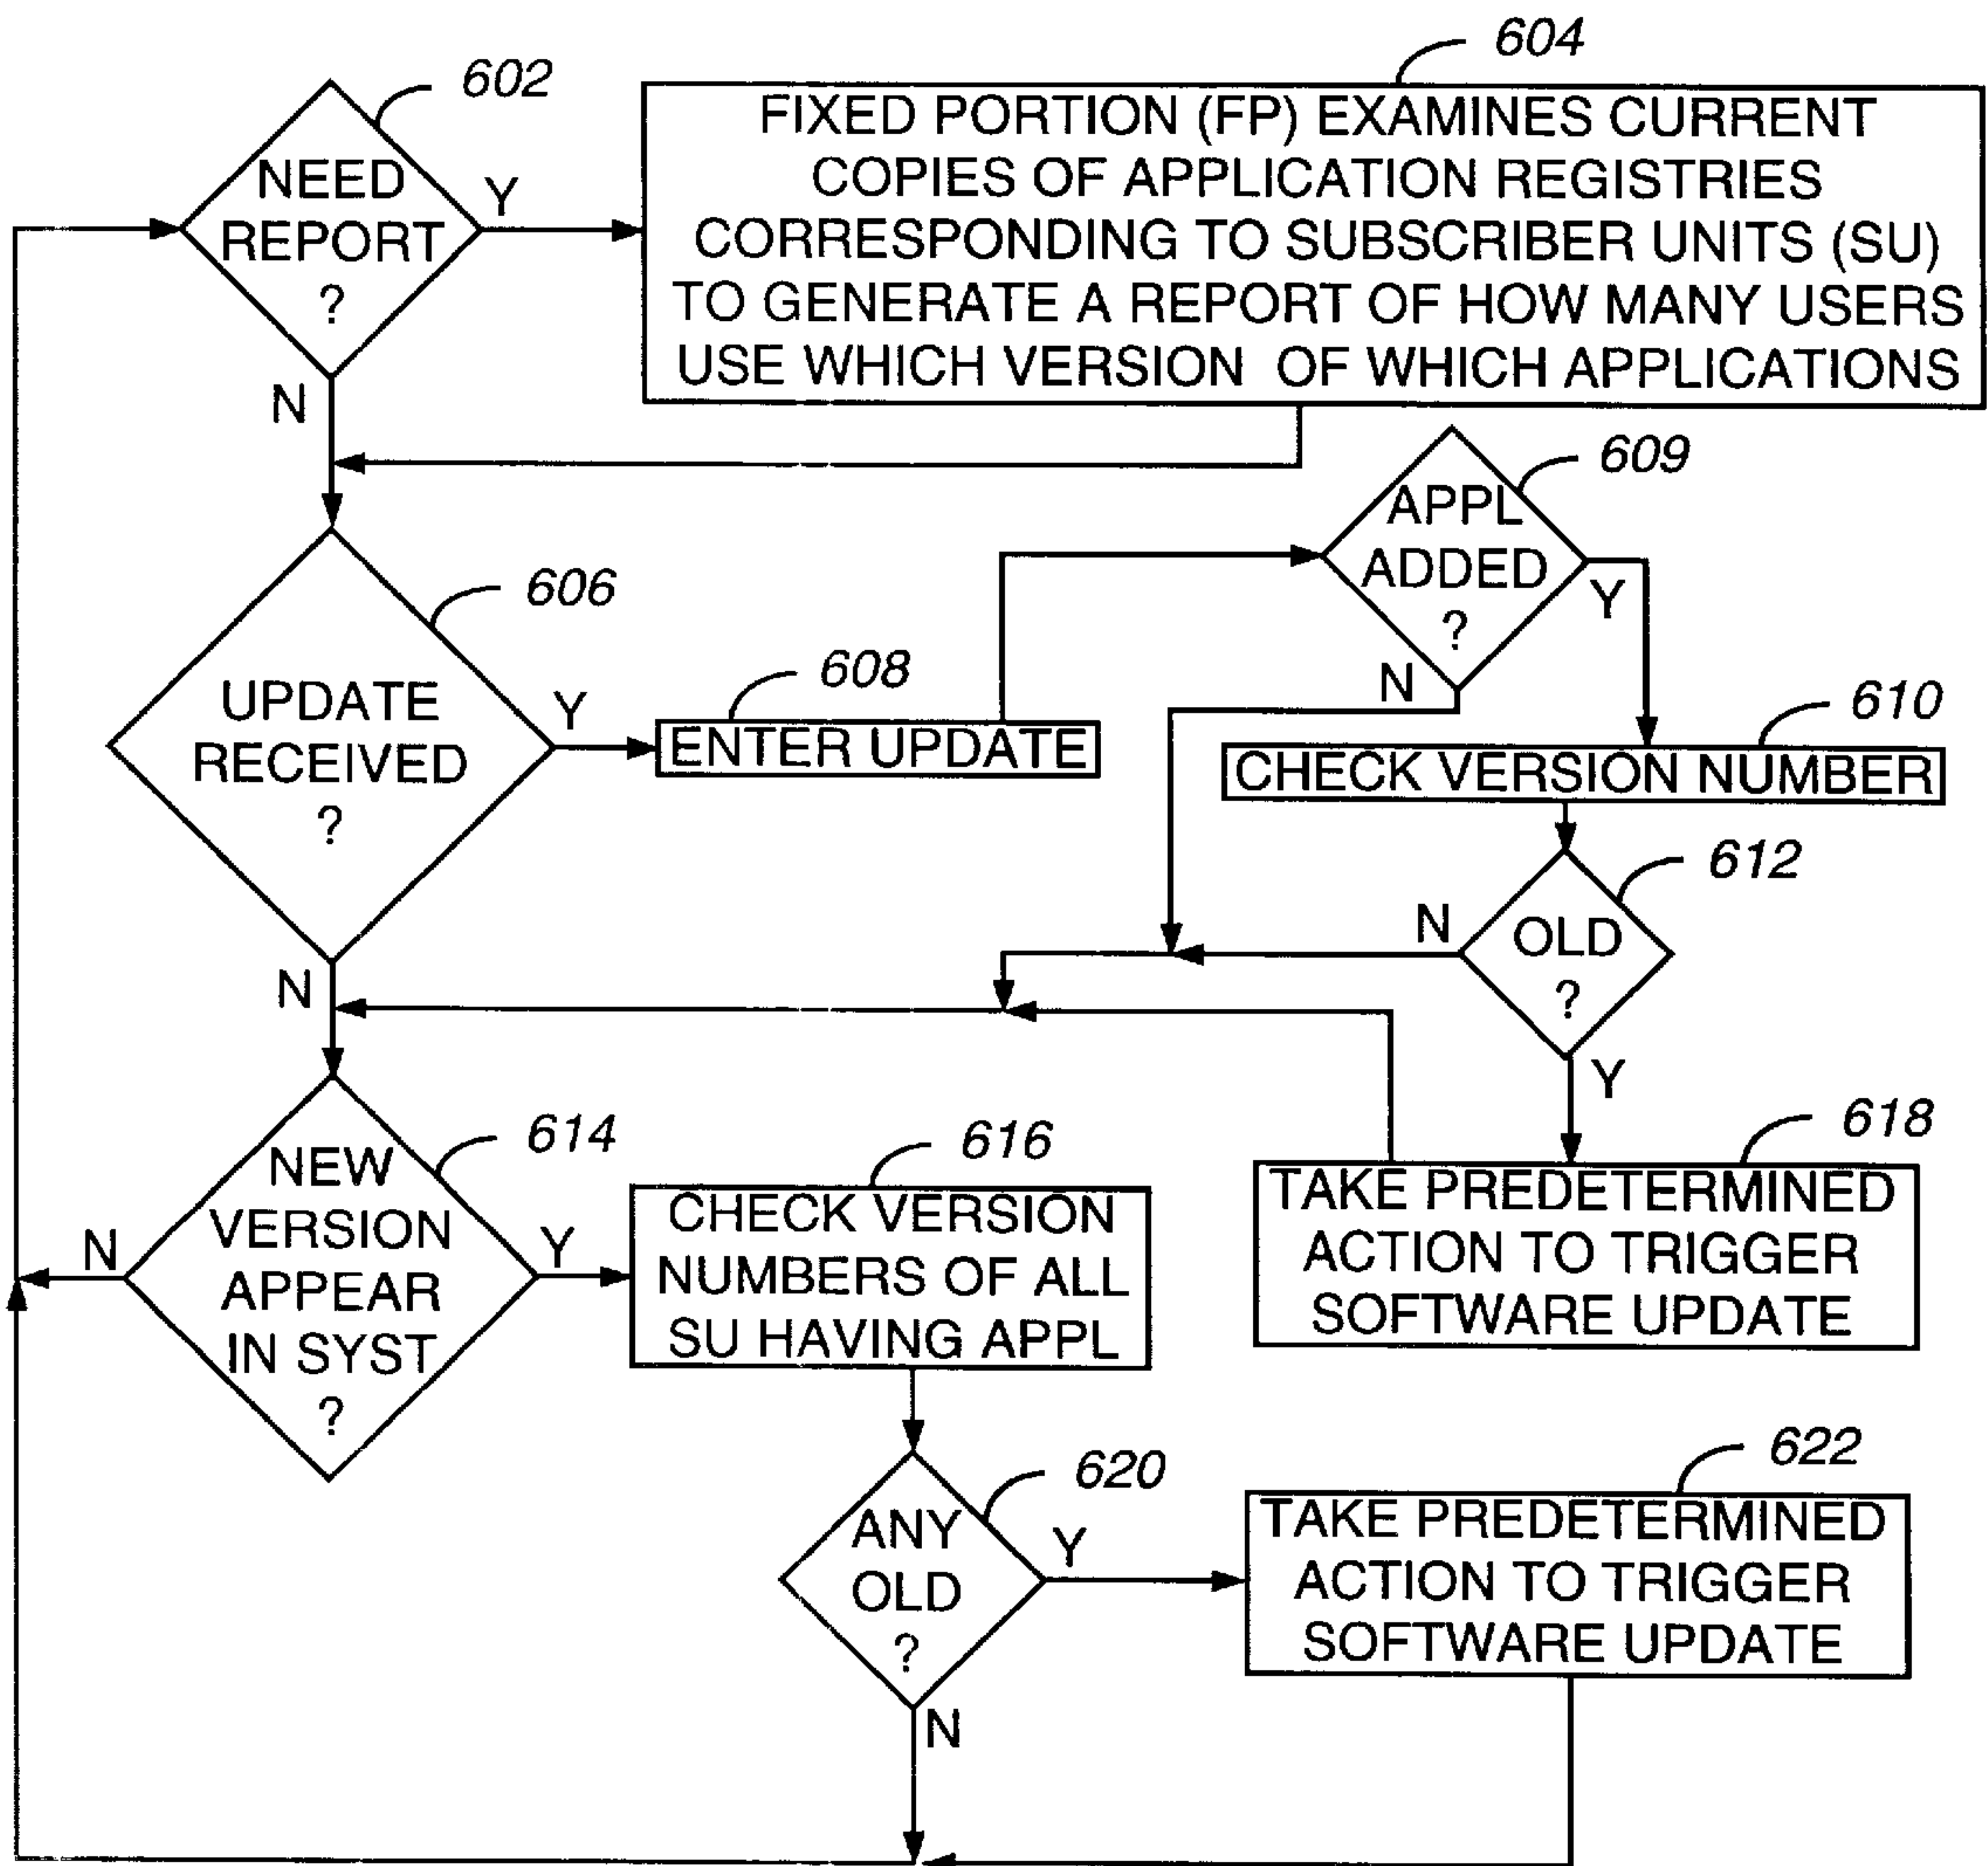 602
NEED
REPORT
?
Y
N
604
FIXED PORTION (FP) EXAMINES CURRENT
COPIES OF APPLICATION REGISTRIES
CORRESPONDING TO SUBSCRIBER UNITS (SU)
TO GENERATE A REPORT OF HOW MANY USERS
USE WHICH VERSION OF WHICH APPLICATIONS
606
UPDATE
RECEIVED
?
Y
N
608
ENTER UPDATE
609
APPL
ADDED
?
Y
N
610
CHECK VERSION NUMBER
612
OLD
?
N
Y
618
TAKE PREDETERMINED
ACTION TO TRIGGER
SOFTWARE UPDATE
614
NEW
VERSION
APPEAR
IN SYST
?
N
Y
616
CHECK VERSION
NUMBERS OF ALL
SU HAVING APPL
620
ANY
OLD
?
Y
N
622
TAKE PREDETERMINED
ACTION TO TRIGGER
SOFTWARE UPDATE